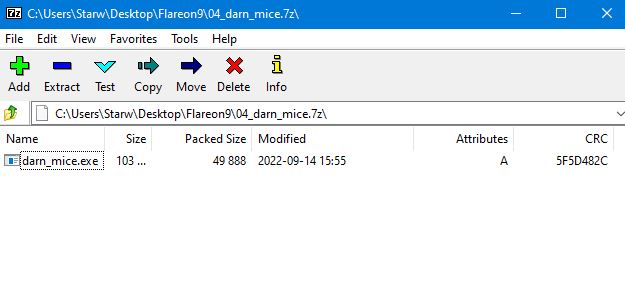 7z C:\Users\Starw\Desktop\Flareon9\04_darn_mice.7z\
File Edit View Favorites Tools Help
Add Extract Test Copy Move Delete Info
C:\Users\Starw\Desktop\Flareon9\04_darn_mice.7z\
Name Size Packed Size Modified Attributes CRC
darn_mice.exe 103 ... 49 888 2022-09-14 15:55 A 5F5D482C